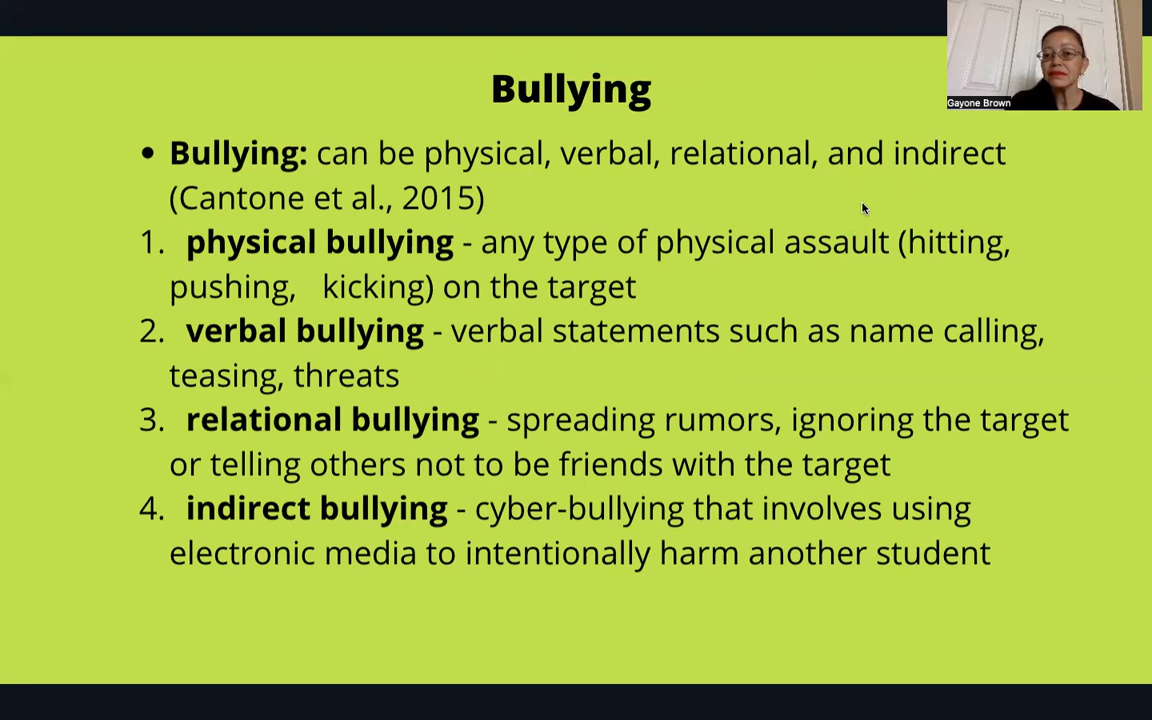 Gayone Brown
Bullying
• Bullying: can be physical, verbal, relational, and indirect
(Cantone et al., 2015)
1. physical bullying - any type of physical assault (hitting,
pushing, kicking) on the target
2. verbal bullying - verbal statements such as name calling,
teasing, threats
3. relational bullying - spreading rumors, ignoring the target
or telling others not to be friends with the target
4. indirect bullying - cyber-bullying that involves using
electronic media to intentionally harm another student